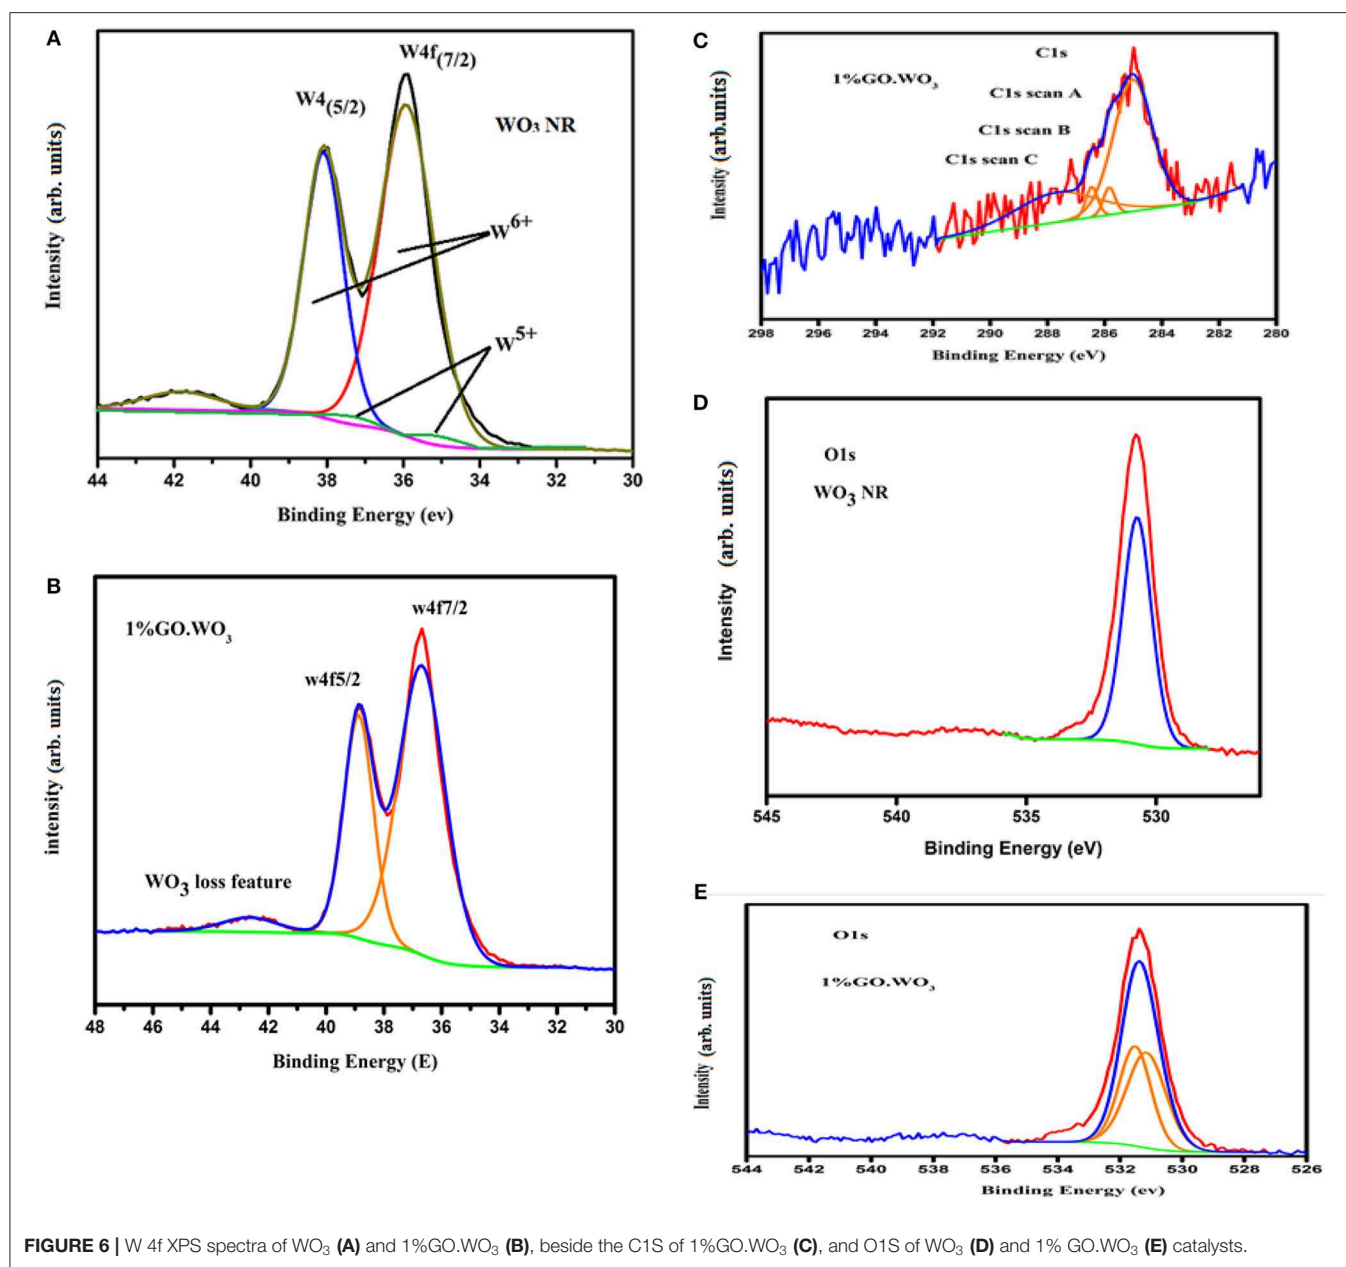 A
W4f(7/2)
W4(5/2)
WO3 NR
W6+
W5+
Intensity (arb. units)
44 42 40 38 36 34 32 30
Binding Energy (ev)
B
w4f7/2
1%GO.WO3
w4f5/2
WO3 loss feature
intensity (arb. units)
48 46 44 42 40 38 36 34 32 30
Binding Energy (E)
C
C1s
1%GO.WO3
C1s scan A
C1s scan B
C1s scan C
Intensity (arb.units)
298 296 294 292 290 288 286 284 282 280
Binding Energy (eV)
D
O1s
WO3 NR
Intensity (arb. units)
545 540 535 530
Binding Energy (eV)
E
O1s
1%GO.WO3
Intensity (arb. units)
544 542 540 538 536 534 532 530 528 526
Binding Energy (ev)
FIGURE 6 | W 4f XPS spectra of WO3 (A) and 1%GO.WO3 (B), beside the C1S of 1%GO.WO3 (C), and O1S of WO3 (D) and 1% GO.WO3 (E) catalysts.